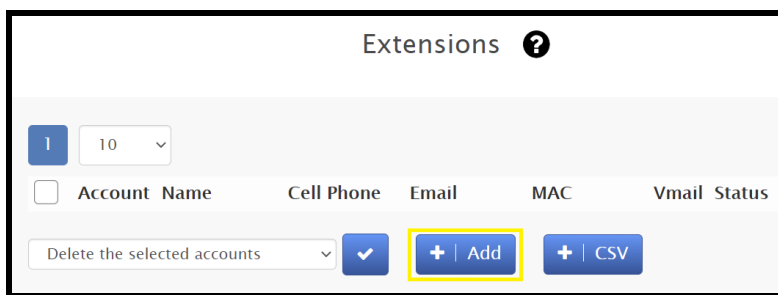 Extensions ?
1 10
Account Name Cell Phone Email MAC Vmail Status
Delete the selected accounts + | Add + | CSV